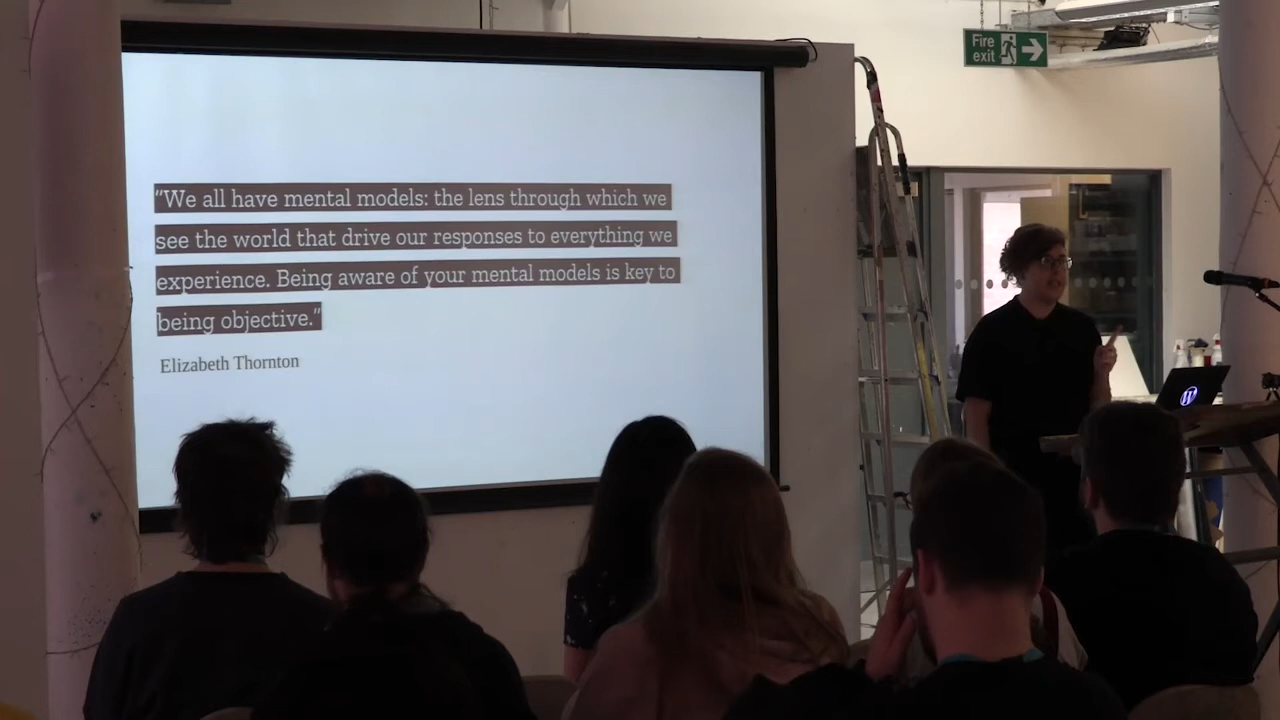 “We all have mental models: the lens through which we
see the world that drive our responses to everything we
experience. Being aware of your mental models is key to
being objective.”
Elizabeth Thornton
Fire
exit